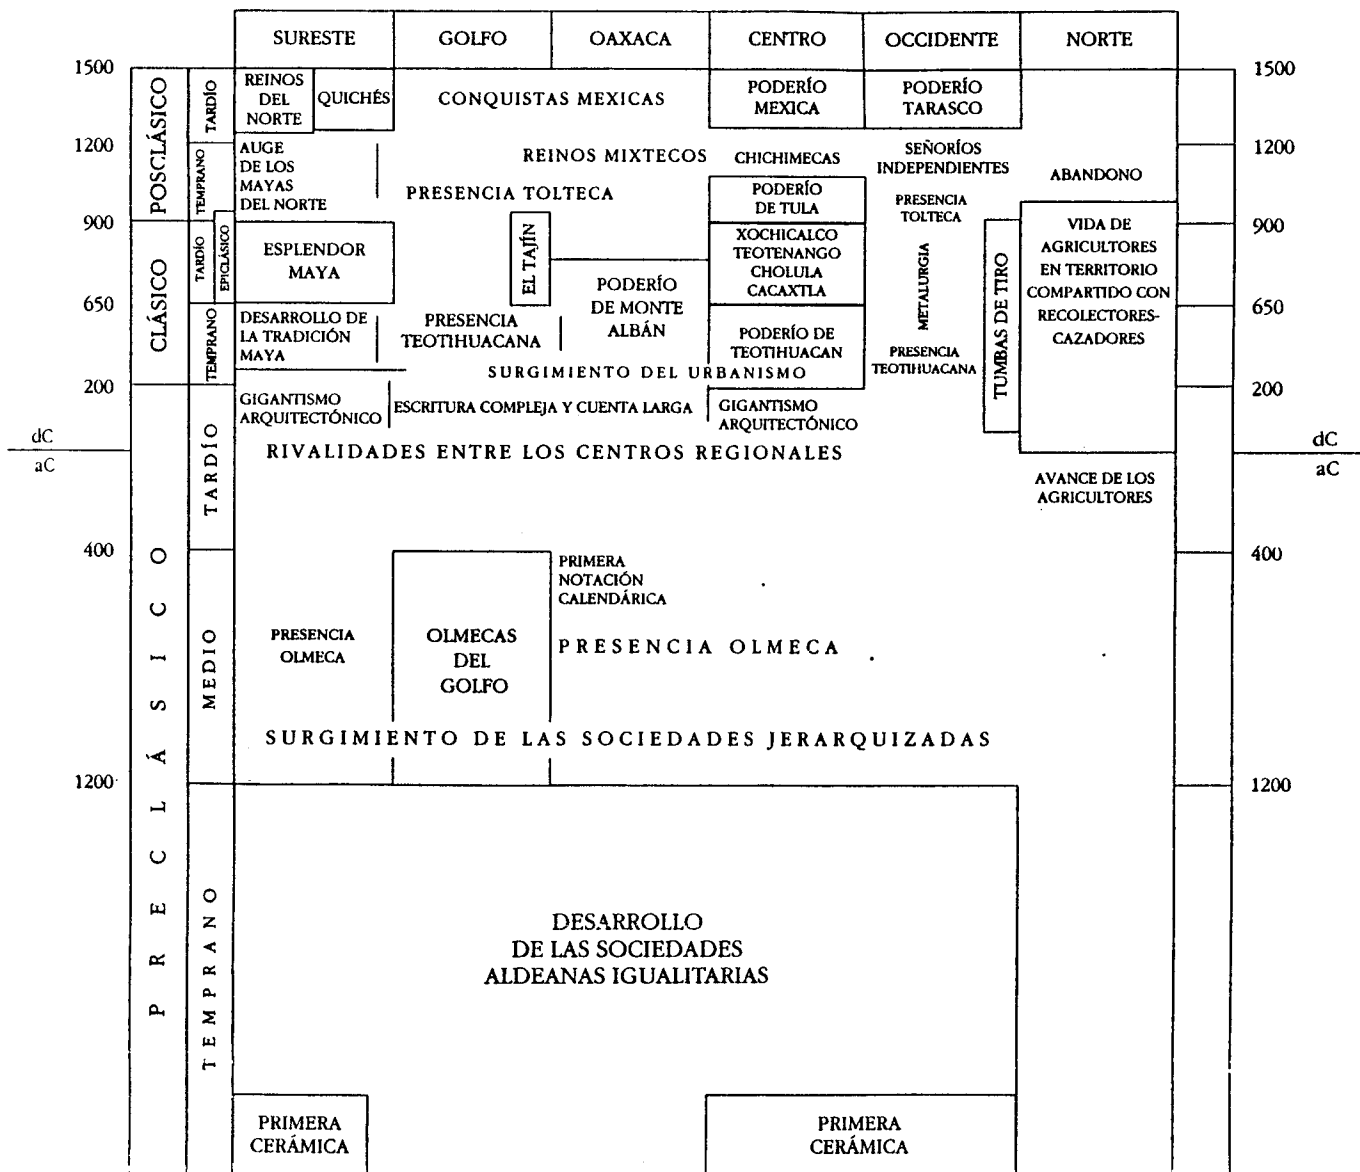 SURESTE GOLFO OAXACA CENTRO OCCIDENTE NORTE
1500 1500
POSCLÁSICO
TARDÍO
REINOS
DEL
NORTE
QUICHÉS
CONQUISTAS MEXICAS
PODERÍO
MEXICA
PODERÍO
TARASCO
1200 1200
TEMPRANO
AUGE
DE LOS
MAYAS
DEL NORTE
REINOS MIXTECOS
CHICHIMECAS
SEÑORÍOS
INDEPENDIENTES
ABANDONO
PRESENCIA TOLTECA
PODERÍO
DE TULA
PRESENCIA
TOLTECA
900 900
CLÁSICO
TARDÍO
EPICLÁSICO
ESPLENDOR
MAYA
EL TAJÍN
PODERÍO
DE MONTE
ALBÁN
XOCHICALCO
TEOTENANGO
CHOLULA
CACAXTLA
METALURGIA
TUMBAS DE TIRO
VIDA DE
AGRICULTORES
EN TERRITORIO
COMPARTIDO CON
RECOLECTORES-
CAZADORES
650 650
TEMPRANO
DESARROLLO DE
LA TRADICIÓN
MAYA
PRESENCIA
TEOTIHUACANA
PODERÍO DE
TEOTIHUACAN
PRESENCIA
TEOTIHUACANA
SURGIMIENTO DEL URBANISMO
200 200
PRECLÁSICO
TARDÍO
GIGANTISMO
ARQUITECTÓNICO
ESCRITURA COMPLEJA Y CUENTA LARGA
GIGANTISMO
ARQUITECTÓNICO
dC dC
aC aC
RIVALIDADES ENTRE LOS CENTROS REGIONALES
AVANCE DE LOS
AGRICULTORES
400 400
MEDIO
PRIMERA
NOTACIÓN
CALENDÁRICA
PRESENCIA
OLMECA
OLMECAS
DEL
GOLFO
PRESENCIA OLMECA
SURGIMIENTO DE LAS SOCIEDADES JERARQUIZADAS
1200 1200
TEMPRANO
DESARROLLO
DE LAS SOCIEDADES
ALDEANAS IGUALITARIAS
PRIMERA
CERÁMICA
PRIMERA
CERÁMICA